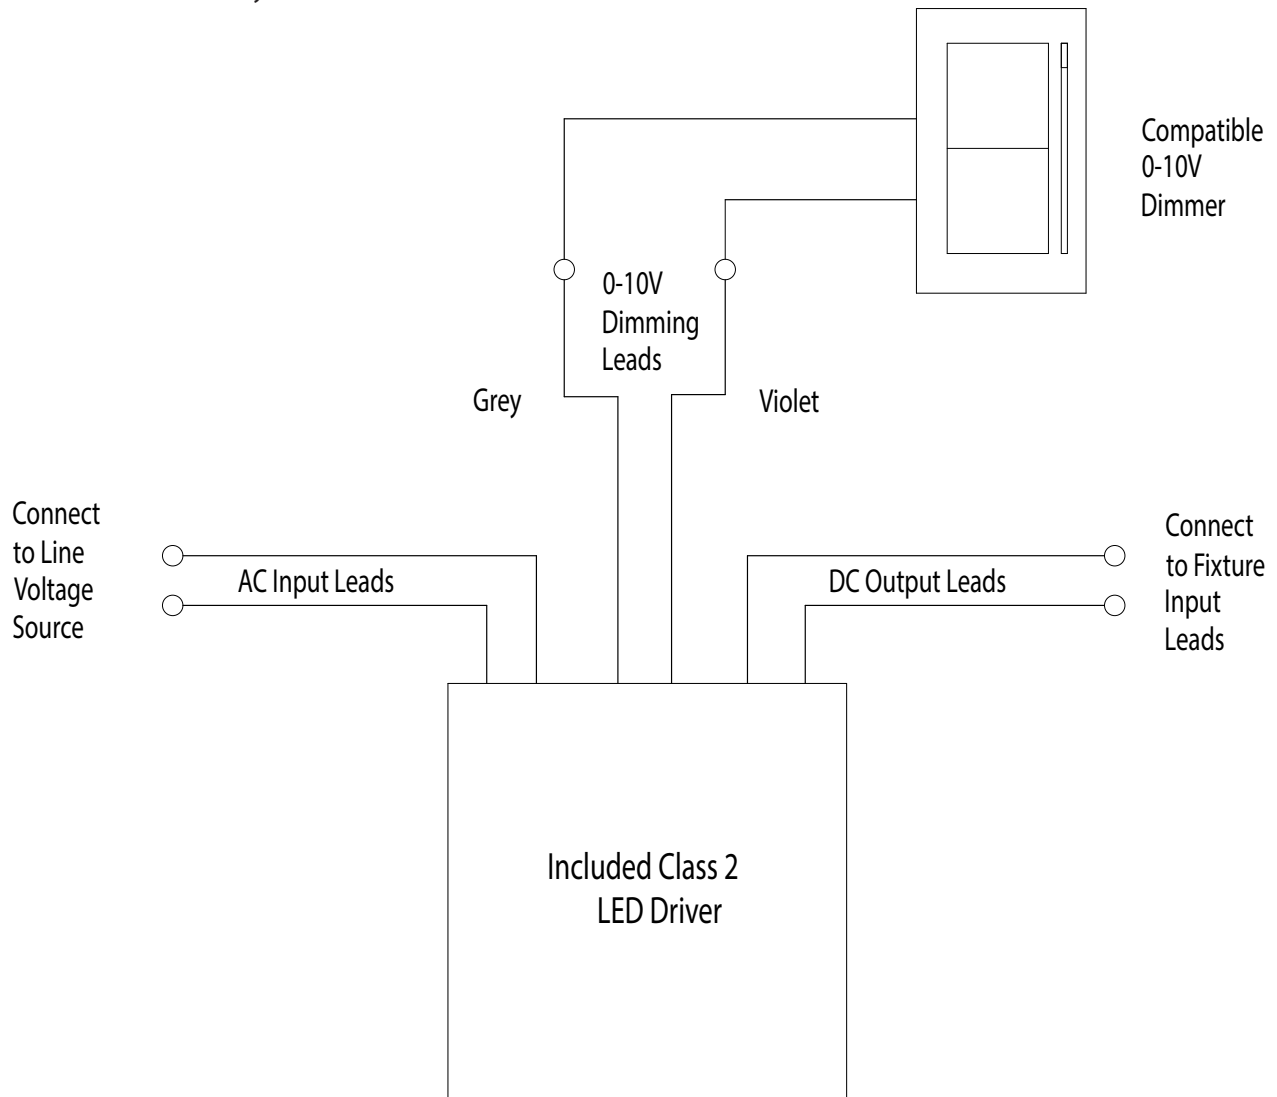 Compatible
0-10V
Dimmer
0-10V
Dimming
Leads
Grey
Violet
Connect
to Line
Voltage
Source
AC Input Leads
DC Output Leads
Connect
to Fixture
Input
Leads
Included Class 2
LED Driver